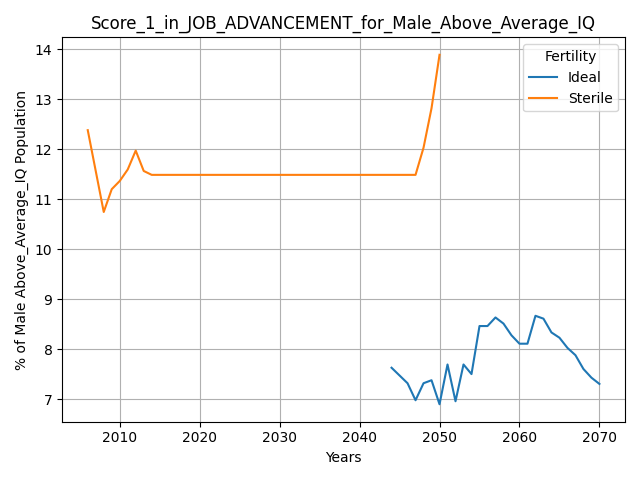 Score_1_in_JOB_ADVANCEMENT_for_Male_Above_Average_IQ
% of Male Above_Average_IQ Population
14
13
12
11
10
9
8
7
Fertility
Ideal
Sterile
2010 2020 2030 2040 2050 2060 2070
Years